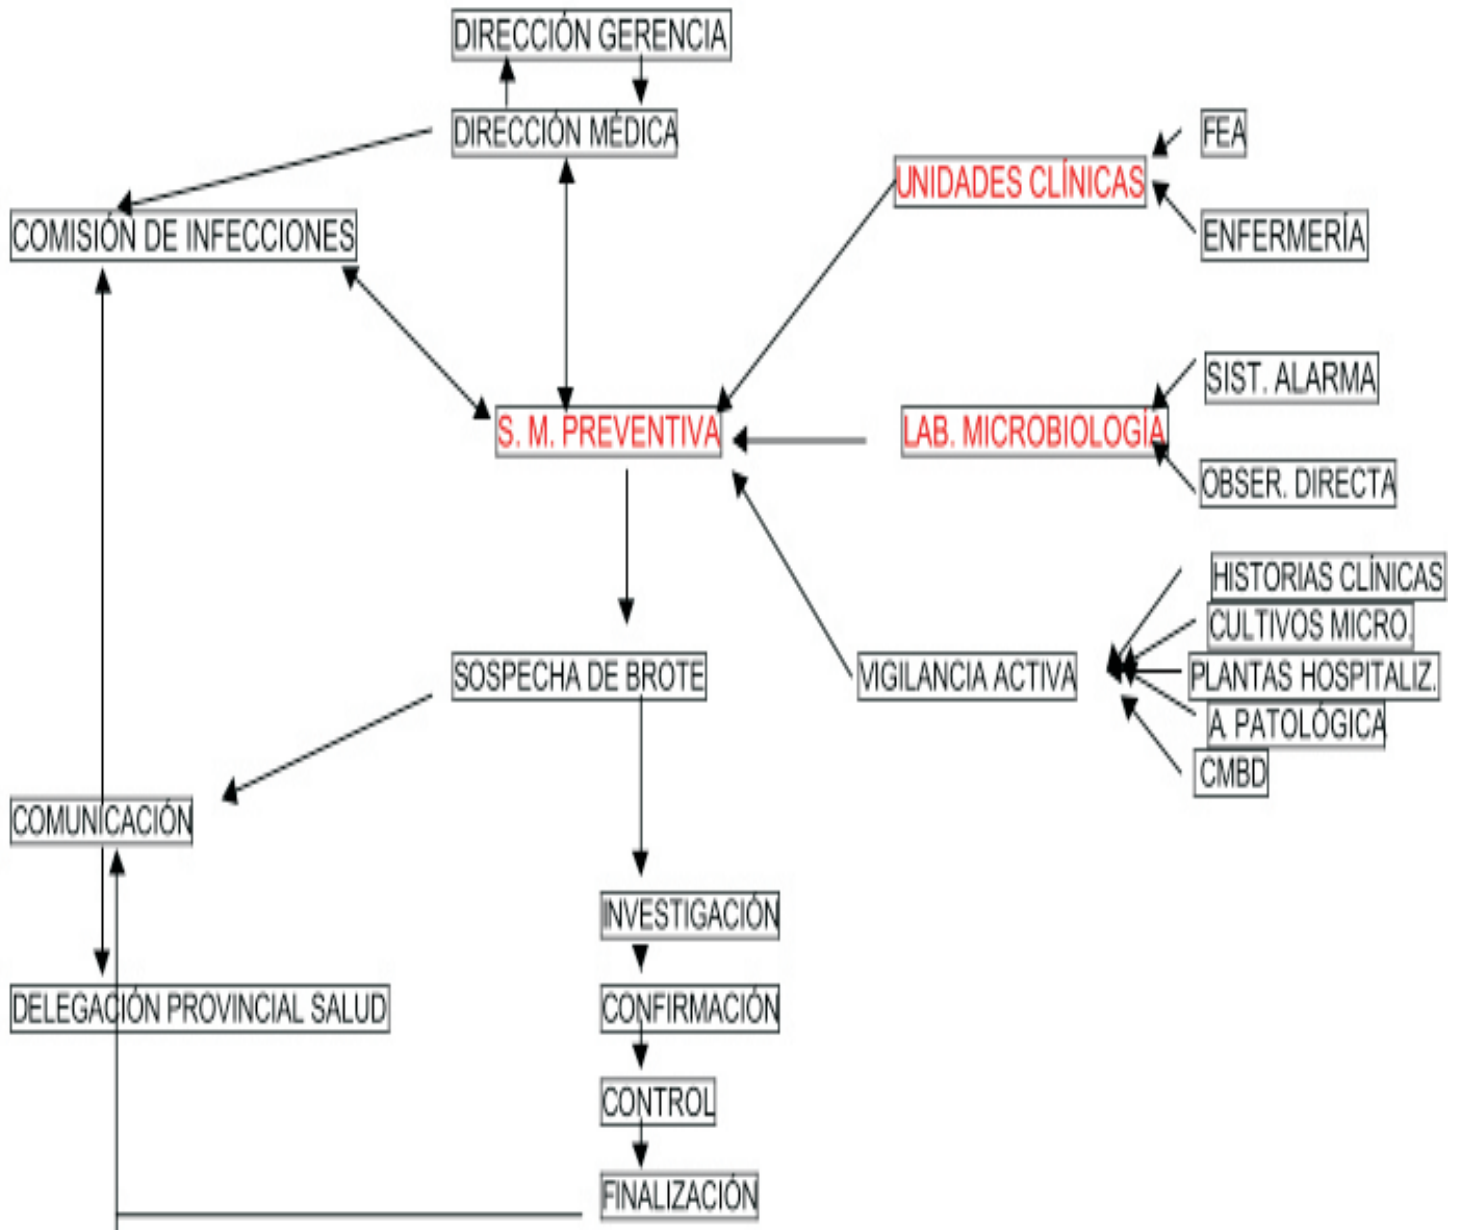 DIRECCIÓN GERENCIA
DIRECCIÓN MÉDICA
FEA
UNIDADES CLÍNICAS
COMISIÓN DE INFECCIONES
ENFERMERÍA
SIST. ALARMA
S. M. PREVENTIVA
LAB. MICROBIOLOGÍA
OBSER. DIRECTA
HISTORIAS CLÍNICAS
CULTIVOS MICRO.
SOSPECHA DE BROTE
VIGILANCIA ACTIVA
PLANTAS HOSPITALIZ.
A. PATOLÓGICA
CMBD
COMUNICACIÓN
INVESTIGACIÓN
DELEGACIÓN PROVINCIAL SALUD
CONFIRMACIÓN
CONTROL
FINALIZACIÓN